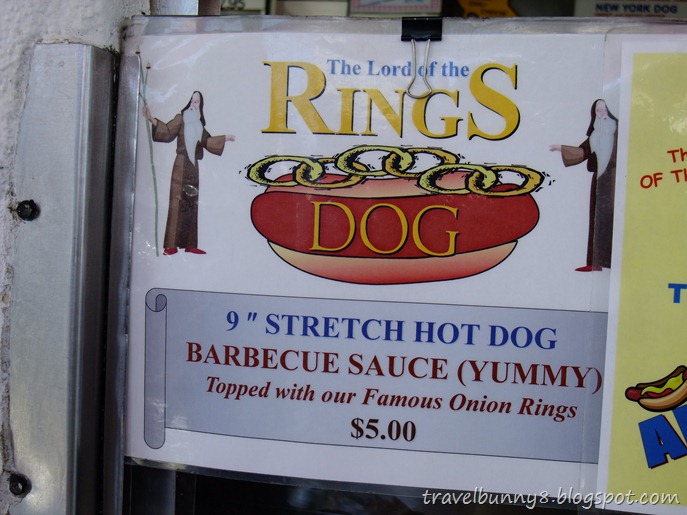 NEW YORK DOG
The Lord of the
RINGS
DOG
9 " STRETCH HOT DOG
BARBECUE SAUCE (YUMMY)
Topped with our Famous Onion Rings
$5.00
OF TH
travelbunny8.blogspot.com